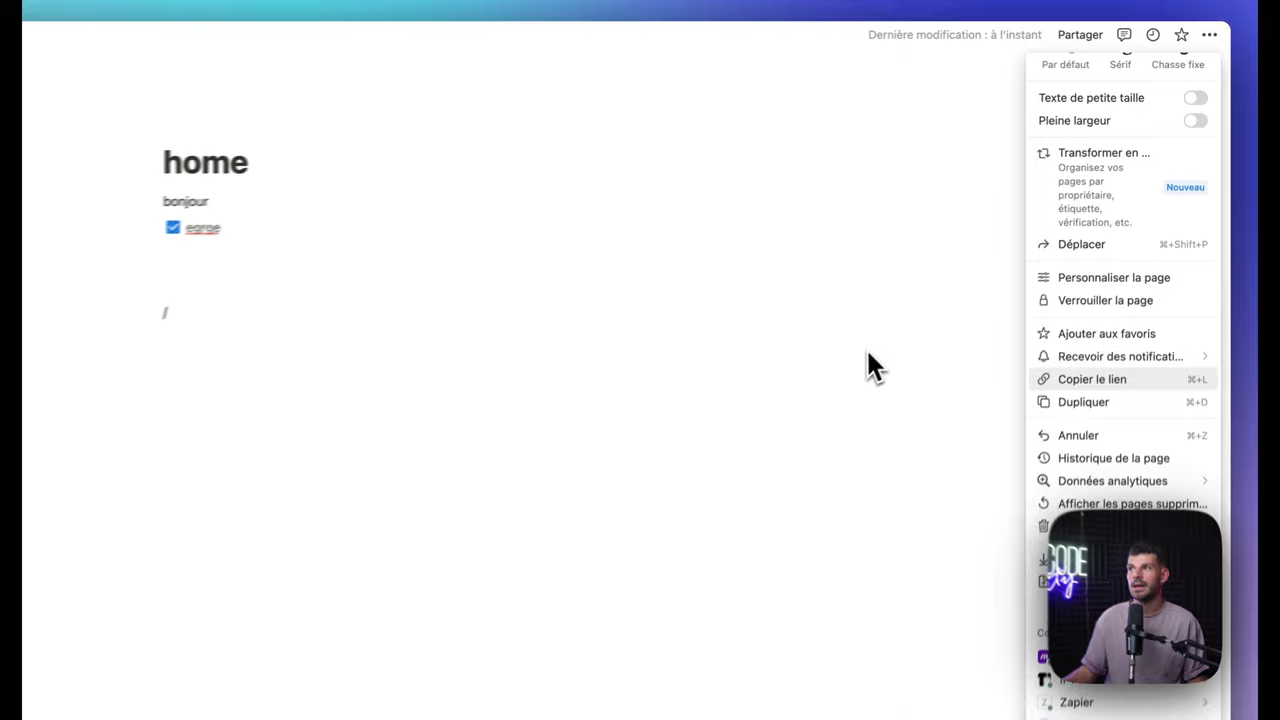 Dernière modification : à l'instant Partager
Par défaut Sérif Chasse fixe
Texte de petite taille
Pleine largeur
home
Transformer en ...
Organisez vos
pages par
propriétaire,
étiquette,
vérification, etc.
Nouveau
bonjour
earge
Déplacer ⌘+Shift+P
Personnaliser la page
Verrouiller la page
/
Ajouter aux favoris
Recevoir des notificati...
Copier le lien ⌘+L
Dupliquer ⌘+D
Annuler ⌘+Z
Historique de la page
Données analytiques
Afficher les pages supprim...
CODE
Zapier